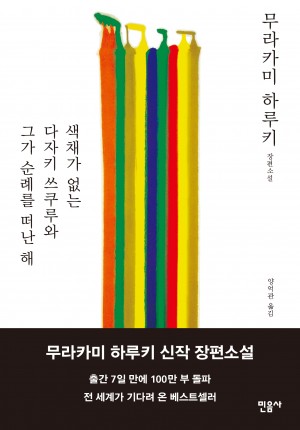 무라카미 하루키
장편소설
색채가 없는
다자키 쓰쿠루와
그가 순례를 떠난 해
양억관 옮김
무라카미 하루키 신작 장편소설
출간 7일 만에 100만 부 돌파
전 세계가 기다려 온 베스트셀러
민음사